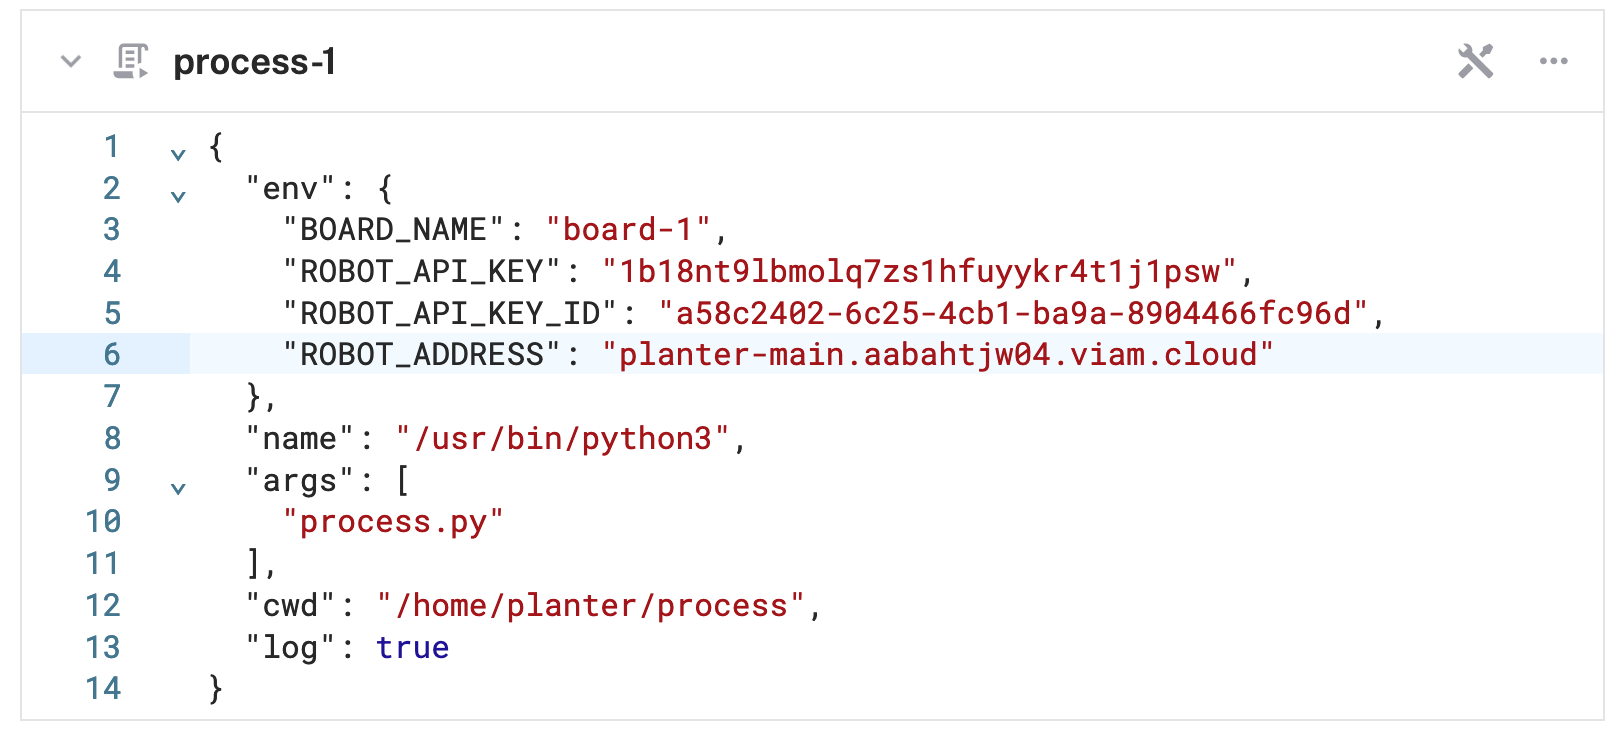 process-1
1 {
2 "env": {
3 "BOARD_NAME": "board-1",
4 "ROBOT_API_KEY": "1b18nt9lbmolq7zs1hfuyykr4t1j1psw",
5 "ROBOT_API_KEY_ID": "a58c2402-6c25-4cb1-ba9a-8904466fc96d",
6 "ROBOT_ADDRESS": "planter-main.aabahtjw04.viam.cloud"
7 },
8 "name": "/usr/bin/python3",
9 "args": [
10 "process.py"
11 ],
12 "cwd": "/home/planter/process",
13 "log": true
14 }